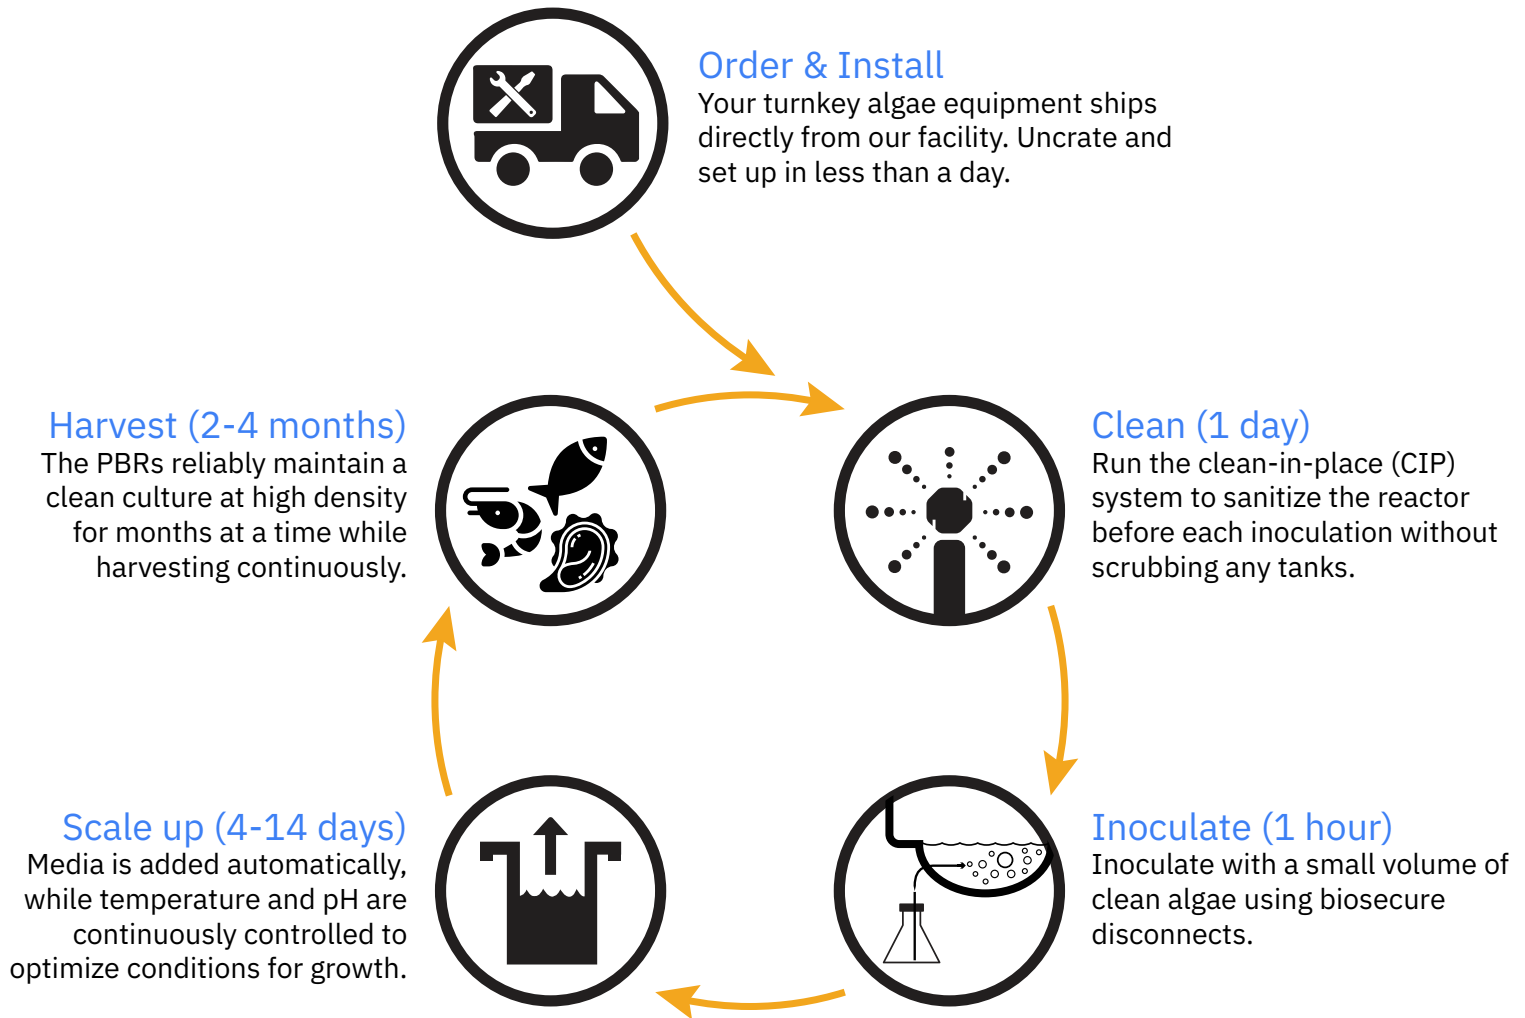 Order & Install
Your turnkey algae equipment ships
directly from our facility. Uncrate and
set up in less than a day.
Clean (1 day)
Run the clean-in-place (CIP)
system to sanitize the reactor
before each inoculation without
scrubbing any tanks.
Inoculate (1 hour)
Inoculate with a small volume of
clean algae using biosecure
disconnects.
Scale up (4-14 days)
Media is added automatically,
while temperature and pH are
continuously controlled to
optimize conditions for growth.
Harvest (2-4 months)
The PBRs reliably maintain a
clean culture at high density
for months at a time while
harvesting continuously.